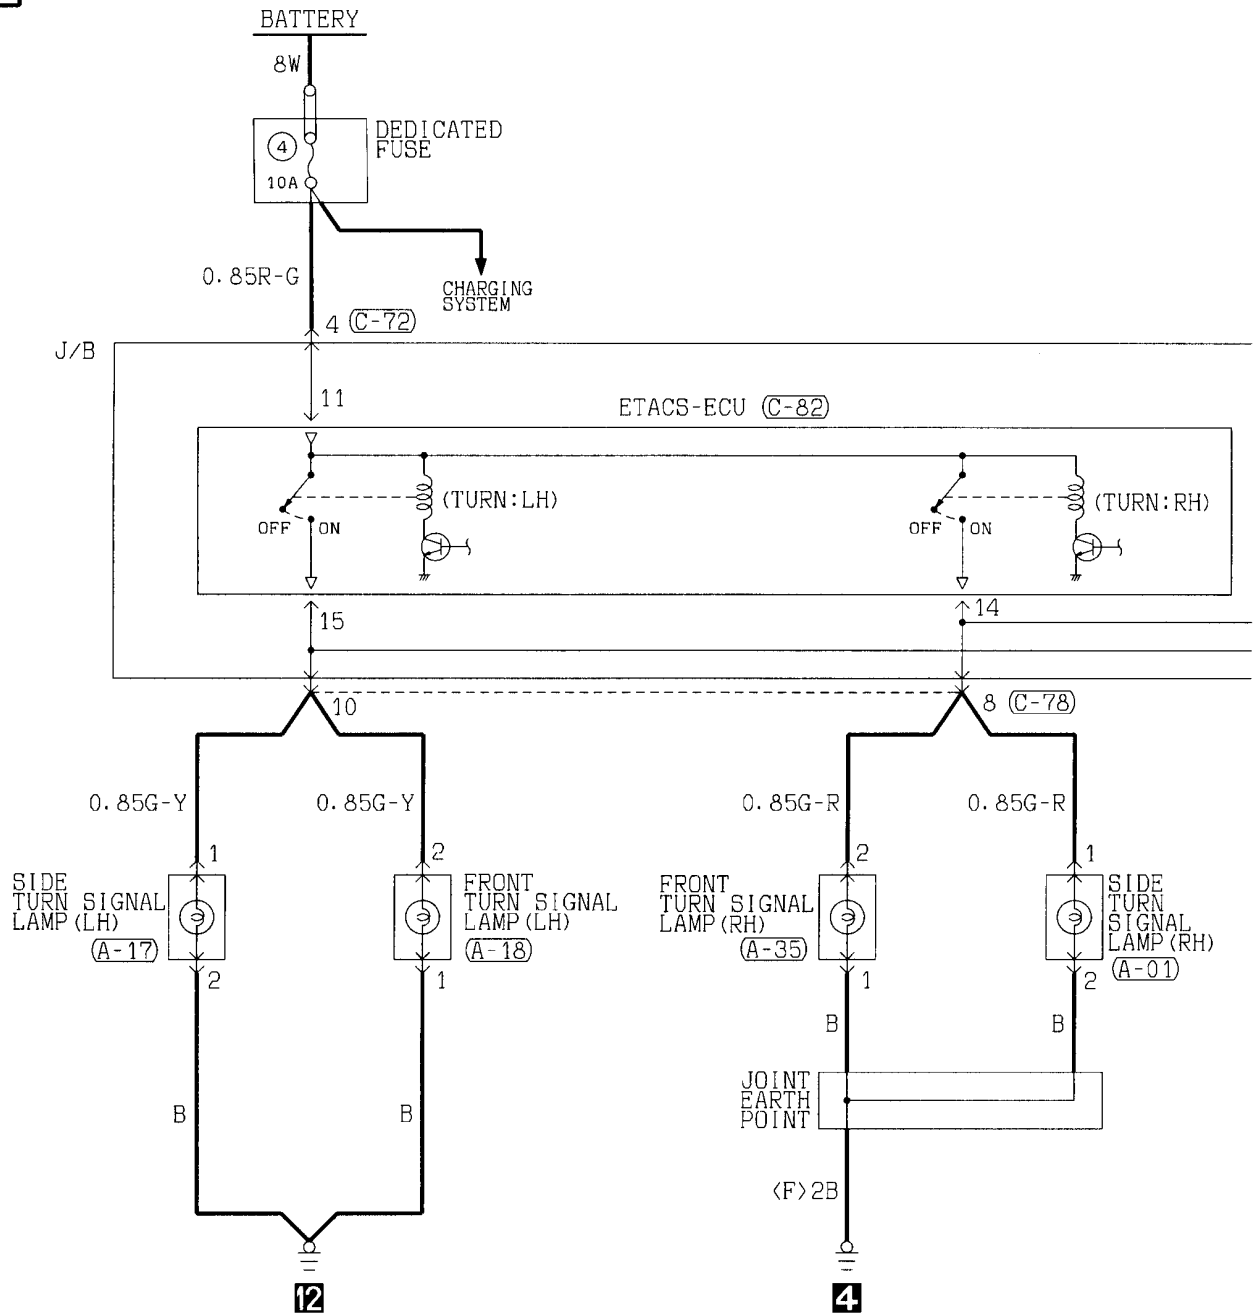 BATTERY
8W
DEDICATED
FUSE
4
10A
0.85R-G
CHARGING
SYSTEM
4 (C-72)
J/B
11
ETACS-ECU (C-82)
(TURN:LH)
(TURN:RH)
OFF ON
OFF ON
15
14
10
8 (C-78)
0.85G-Y
0.85G-Y
0.85G-R
0.85G-R
1
2
2
1
SIDE
TURN SIGNAL
LAMP(LH)
(A-17)
FRONT
TURN SIGNAL
LAMP(LH)
(A-18)
FRONT
TURN SIGNAL
LAMP(RH)
(A-35)
SIDE
TURN
SIGNAL
LAMP(RH)
(A-01)
2
1
1
2
B
B
JOINT
EARTH
POINT
B
B
<F>2B
12
4